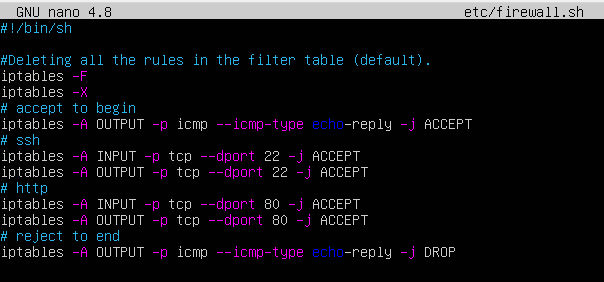 GNU nano 4.8 etc/firewall.sh
#!/bin/sh
#Deleting all the rules in the filter table (default).
iptables -F
iptables -X
# accept to begin
iptables -A OUTPUT -p icmp --icmp-type echo-reply -j ACCEPT
# ssh
iptables -A INPUT -p tcp --dport 22 -j ACCEPT
iptables -A OUTPUT -p tcp --dport 22 -j ACCEPT
# http
iptables -A INPUT -p tcp --dport 80 -j ACCEPT
iptables -A OUTPUT -p tcp --dport 80 -j ACCEPT
# reject to end
iptables -A OUTPUT -p icmp --icmp-type echo-reply -j DROP